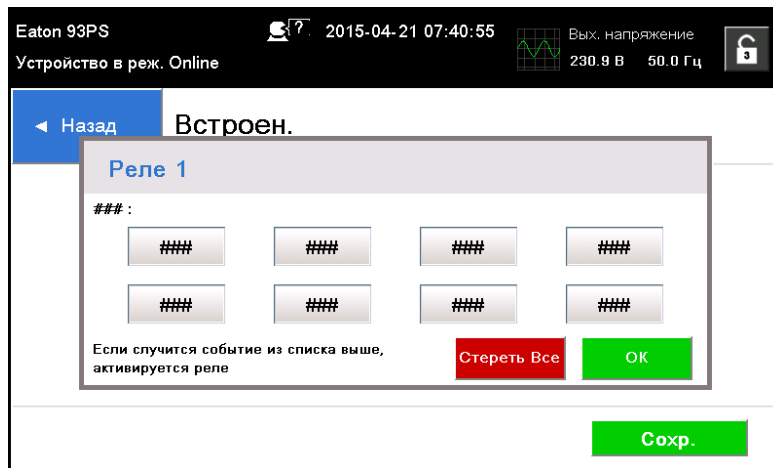 Eaton 93PS
? 2015-04-21 07:40:55
Вых. напряжение
Устройство в реж. Online
230.9 В 50.0 Гц
3
◄ Назад
Встроен.
Реле 1
### :
### ### ### ###
### ### ### ###
Если случится событие из списка выше,
активируется реле
Стереть Все
OK
Сохр.